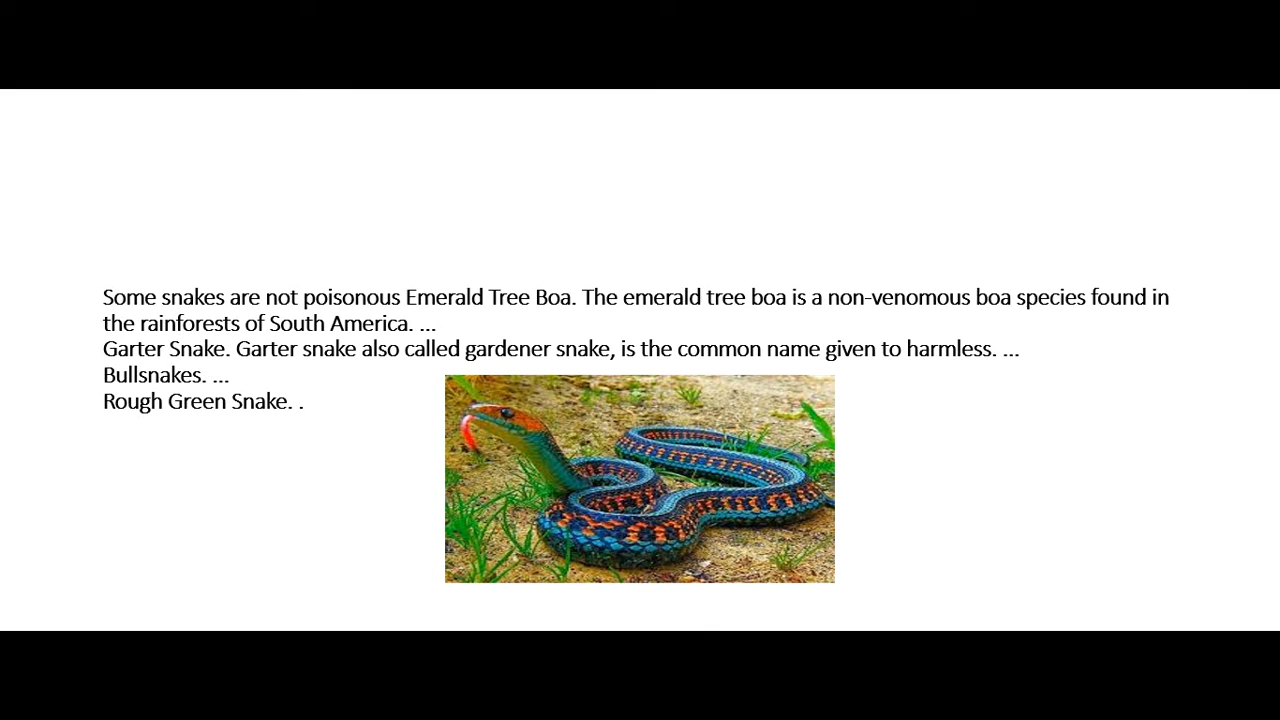 Some snakes are not poisonous Emerald Tree Boa. The emerald tree boa is a non-venomous boa species found in
the rainforests of South America. ...
Garter Snake. Garter snake also called gardener snake, is the common name given to harmless. ...
Bullsnakes. ...
Rough Green Snake. .